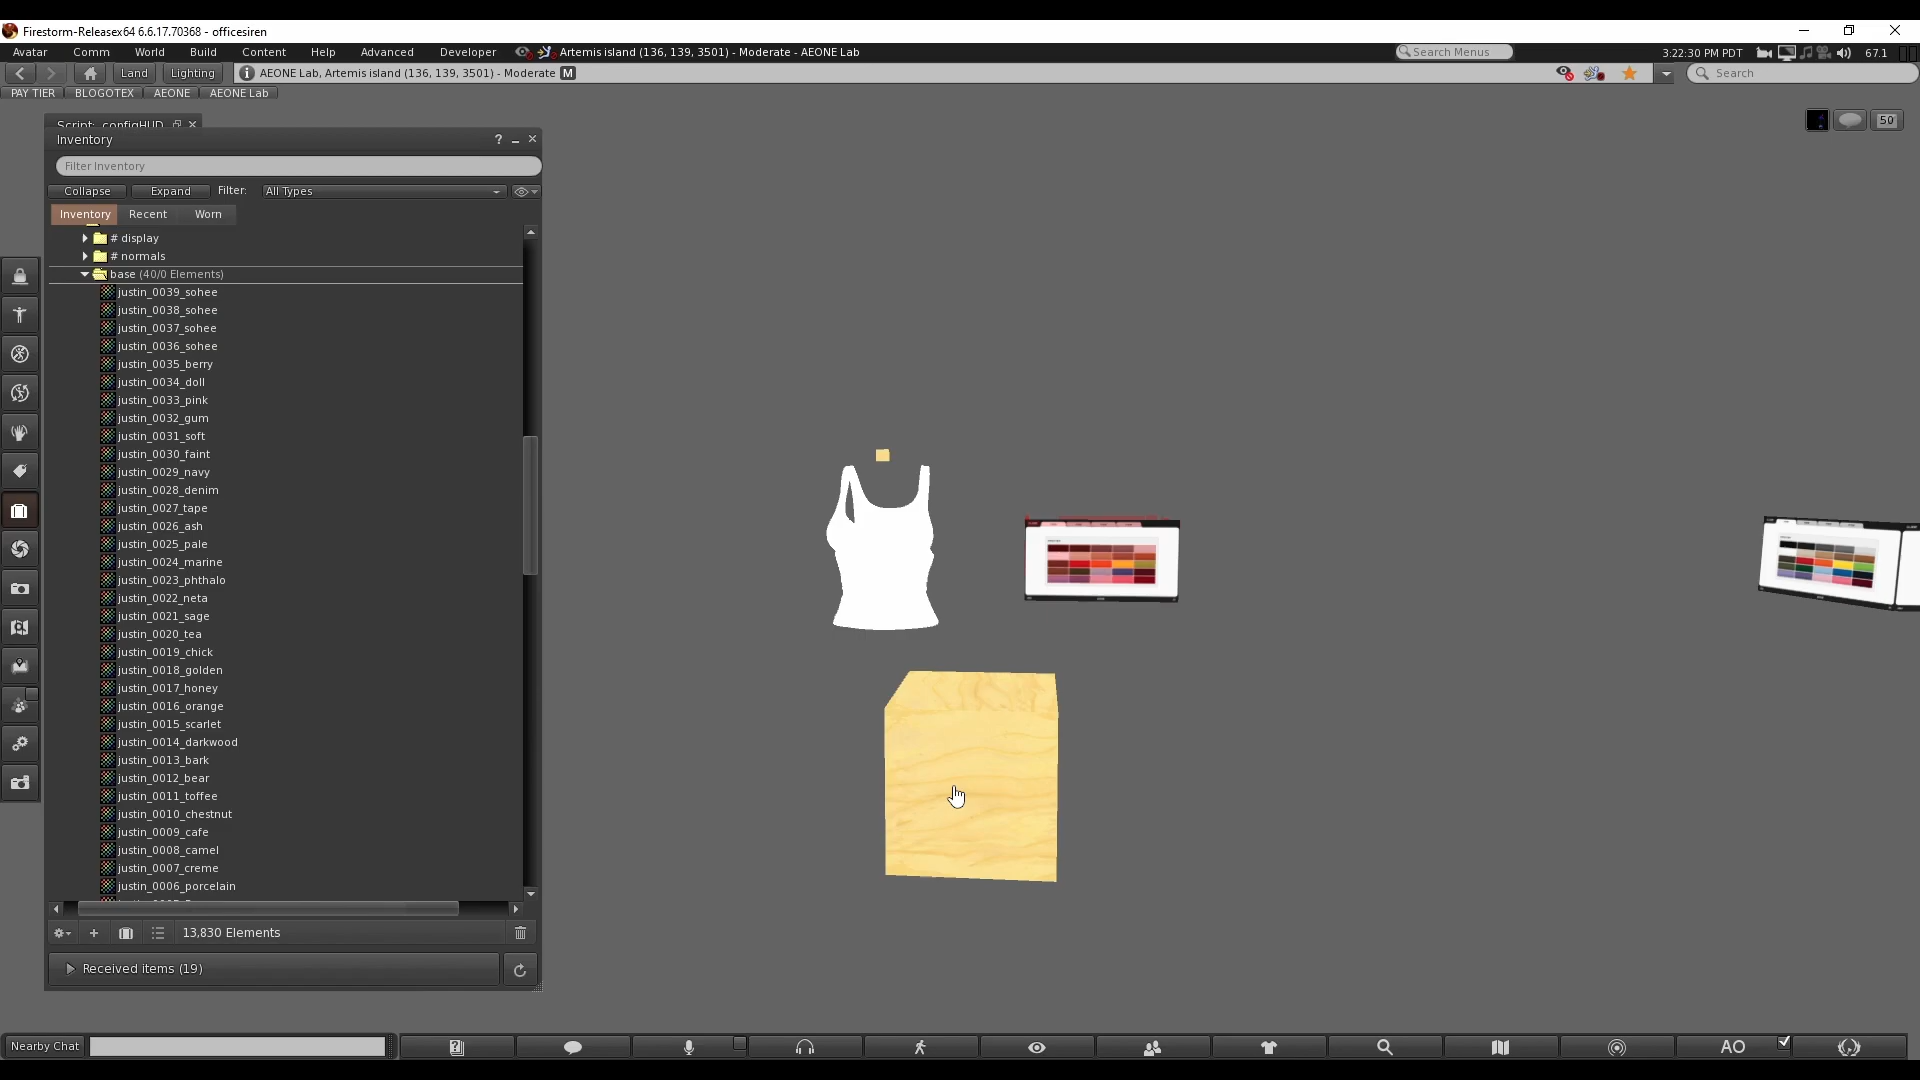 Firestorm-Releasex64 6.6.17.70368 - officesiren
Avatar Comm World Build Content Help Advanced Developer Artemis island (136, 139, 3501) - Moderate - AEONE Lab Search Menus 3:22:30 PM PDT 67.1
Land Lighting AEONE Lab, Artemis island (136, 139, 3501) - Moderate M Search
PAY TIER BLOGOTEX AEONE AEONE Lab
Script: configHUD
50
Inventory ?
Filter Inventory
Collapse Expand Filter: All Types
Inventory Recent Worn
# display
# normals
base (40/0 Elements)
justin_0039_sohee
justin_0038_sohee
justin_0037_sohee
justin_0036_sohee
justin_0035_berry
justin_0034_doll
justin_0033_pink
justin_0032_gum
justin_0031_soft
justin_0030_faint
justin_0029_navy
justin_0028_denim
justin_0027_tape
justin_0026_ash
justin_0025_pale
justin_0024_marine
justin_0023_phthalo
justin_0022_neta
justin_0021_sage
justin_0020_tea
justin_0019_chick
justin_0018_golden
justin_0017_honey
justin_0016_orange
justin_0015_scarlet
justin_0014_darkwood
justin_0013_bark
justin_0012_bear
justin_0011_toffee
justin_0010_chestnut
justin_0009_cafe
justin_0008_camel
justin_0007_creme
justin_0006_porcelain
13,830 Elements
Received items (19)
Nearby Chat AO